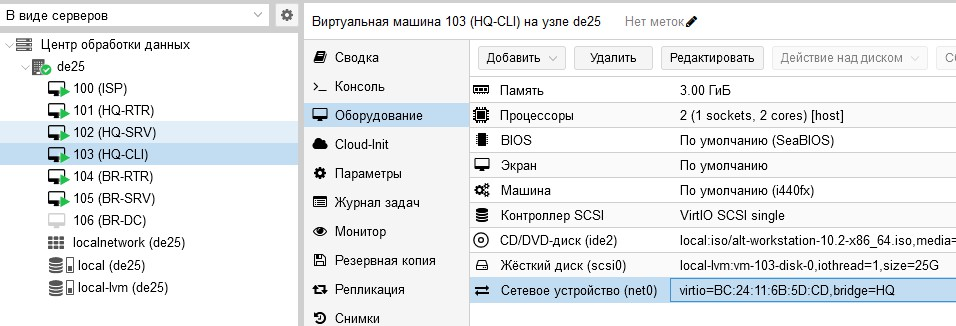 В виде серверов
Центр обработки данных
de25
100 (ISP)
101 (HQ-RTR)
102 (HQ-SRV)
103 (HQ-CLI)
104 (BR-RTR)
105 (BR-SRV)
106 (BR-DC)
localnetwork (de25)
local (de25)
local-lvm (de25)
Виртуальная машина 103 (HQ-CLI) на узле de25 Нет меток
Сводка
Консоль
Оборудование
Cloud-Init
Параметры
Журнал задач
Монитор
Резервная копия
Репликация
Снимки
Добавить Удалить Редактировать Действие над диском
Память 3.00 ГиБ
Процессоры 2 (1 sockets, 2 cores) [host]
BIOS По умолчанию (SeaBIOS)
Экран По умолчанию
Машина По умолчанию (i440fx)
Контроллер SCSI VirtIO SCSI single
CD/DVD-диск (ide2) local:iso/alt-workstation-10.2-x86_64.iso,media=
Жёсткий диск (scsi0) local-lvm:vm-103-disk-0,iothread=1,size=25G
Сетевое устройство (net0) virtio=BC:24:11:6B:5D:CD,bridge=HQ